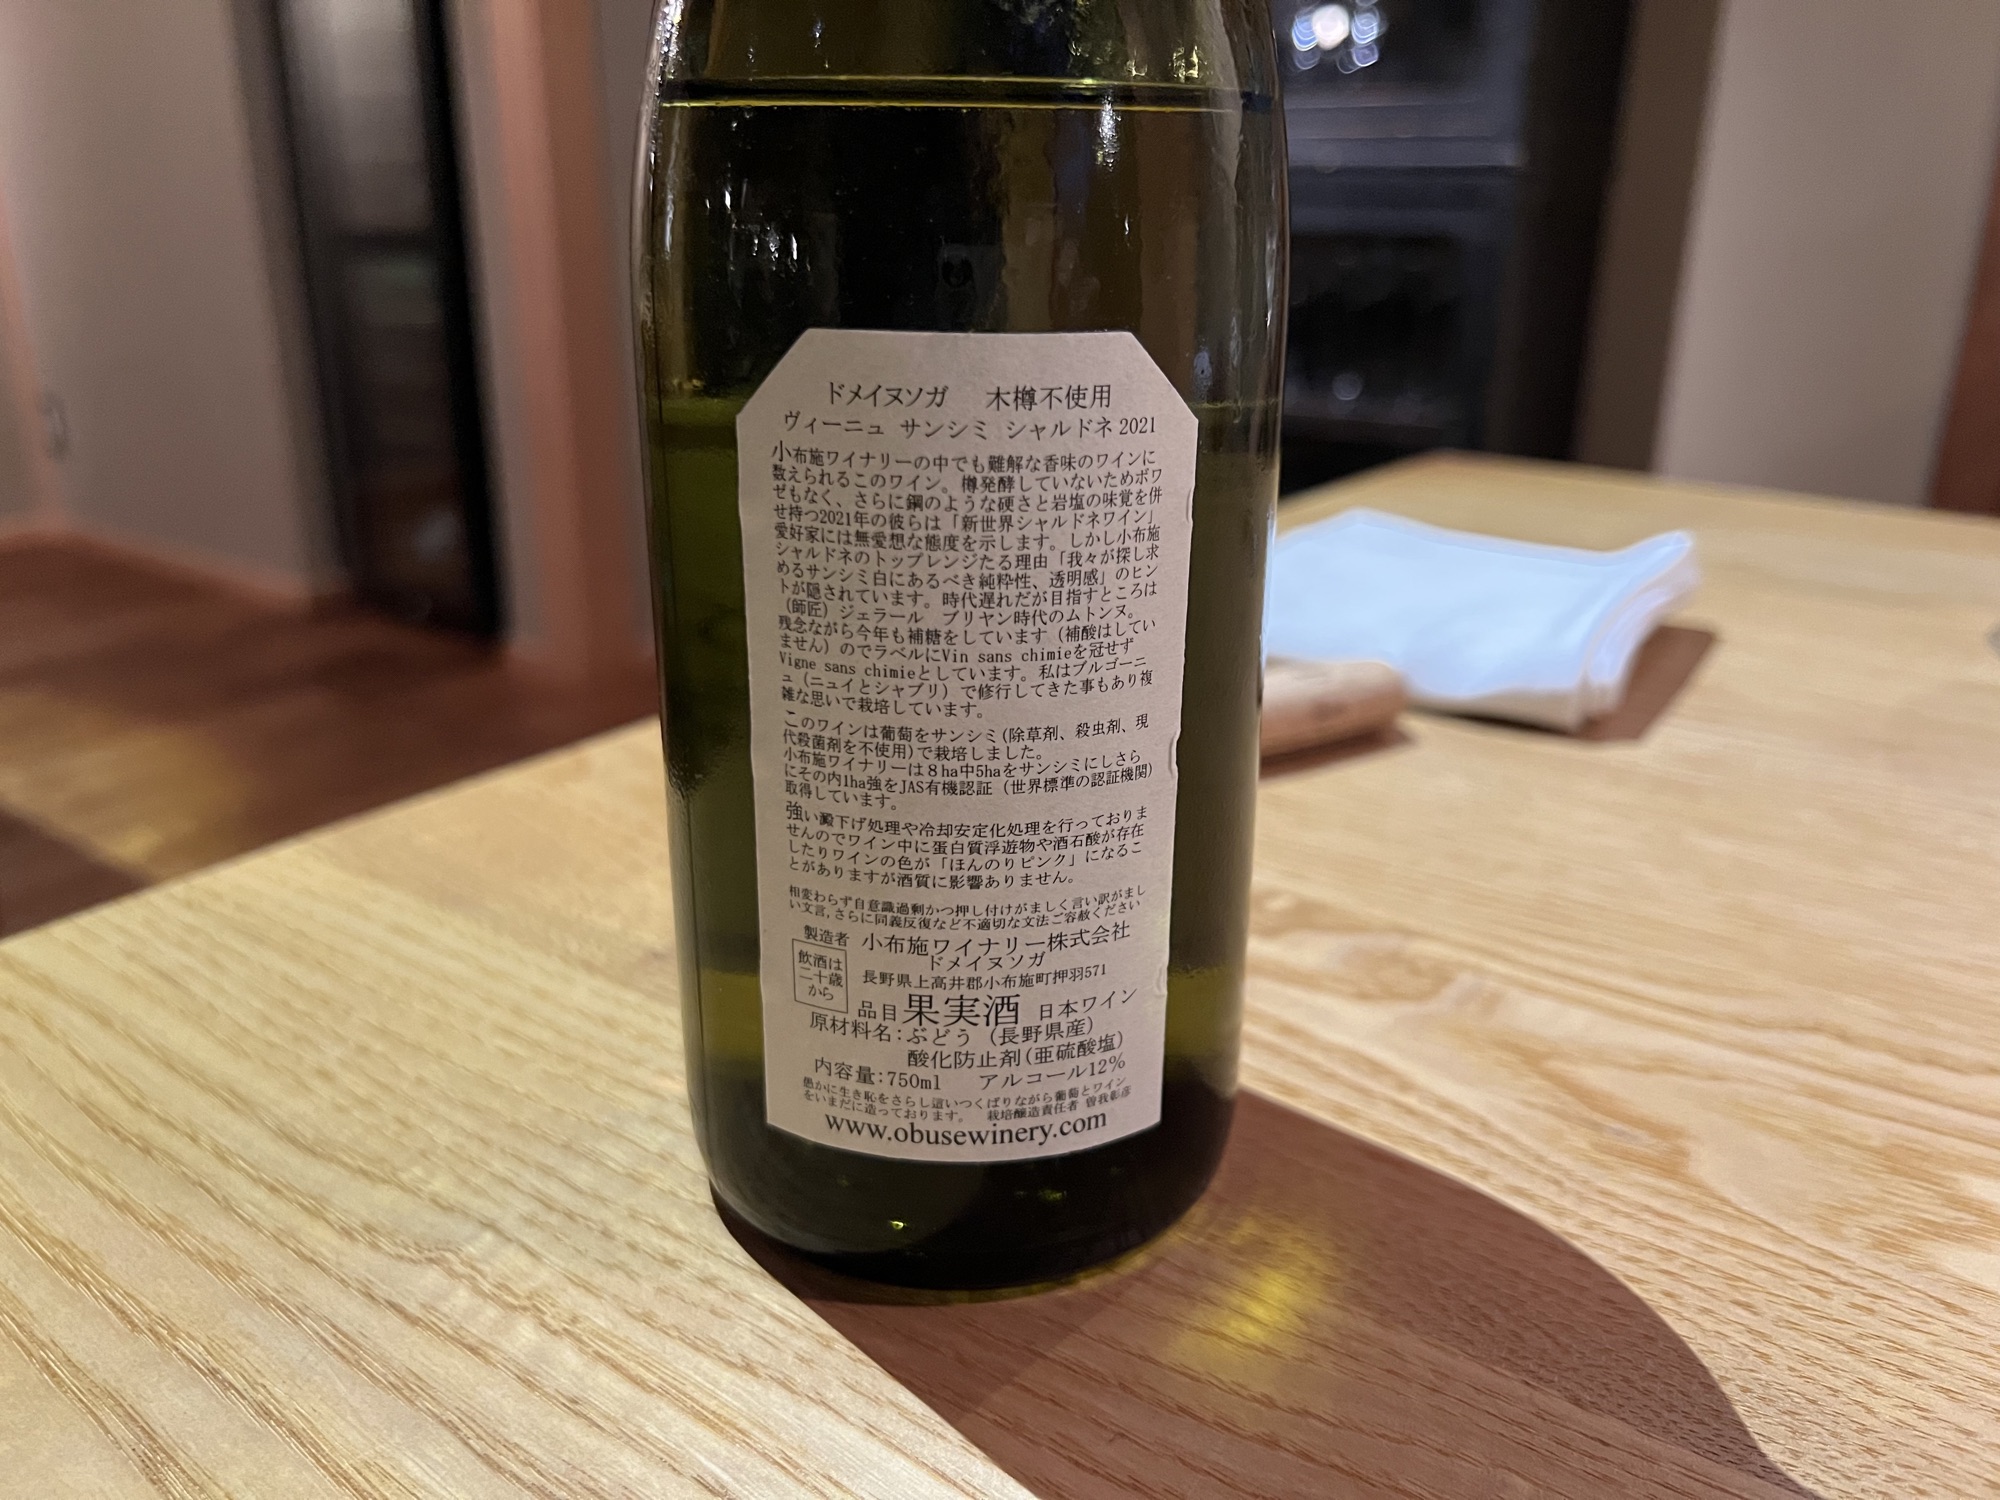 ドメイヌソガ　木樽不使用
ヴィーニュ サンシミ シャルドネ 2021
小布施ワイナリーの中でも難解な香味のワインに
数えられるこのワイン。樽発酵していないためボワ
ゼもなく、さらに鋼のような硬さと岩塩の味覚を併
せ持つ2021年の彼らは「新世界シャルドネワイン」
愛好家には無愛想な態度を示します。しかし小布施
シャルドネのトップレンジたる理由「我々が探し求
めるサンシミ白にあるべき純粋性、透明感」のヒン
トが隠されています。時代遅れだが目指すところは
（師匠）ジェラール　ブリヤン時代のムトンヌ。
残念ながら今年も補糖をしています（補酸はしてい
ません）のでラベルにVin sans chimieを冠せず
Vigne sans chimieとしています。私はブルゴーニ
ュ（ニュイとシャブリ）で修行してきた事もあり複
雑な思いで栽培しています。
このワインは葡萄をサンシミ(除草剤、殺虫剤、現
代殺菌剤を不使用)で栽培しました。
小布施ワイナリーは８ha中5haをサンシミにしさら
にその内1ha強をJAS有機認証（世界標準の認証機関）
取得しています。
強い澱下げ処理や冷却安定化処理を行っておりま
せんのでワイン中に蛋白質浮遊物や酒石酸が存在
したりワインの色が「ほんのりピンク」になるこ
とがありますが酒質に影響ありません。
相変わらず自意識過剰かつ押し付けがましく言い訳がまし
い文言,さらに同義反復など不適切な文法ご容赦ください
製造者 小布施ワイナリー株式会社
ドメイヌソガ
長野県上高井郡小布施町押羽571
飲酒は
二十歳
から
品目 果実酒 日本ワイン
原材料名：ぶどう（長野県産）
酸化防止剤(亜硫酸塩)
内容量：750ml　アルコール12%
愚かに生き恥をさらし這いつくばりながら葡萄とワイン
をいまだに造っております。　栽培醸造責任者 曽我彰彦
www.obusewinery.com